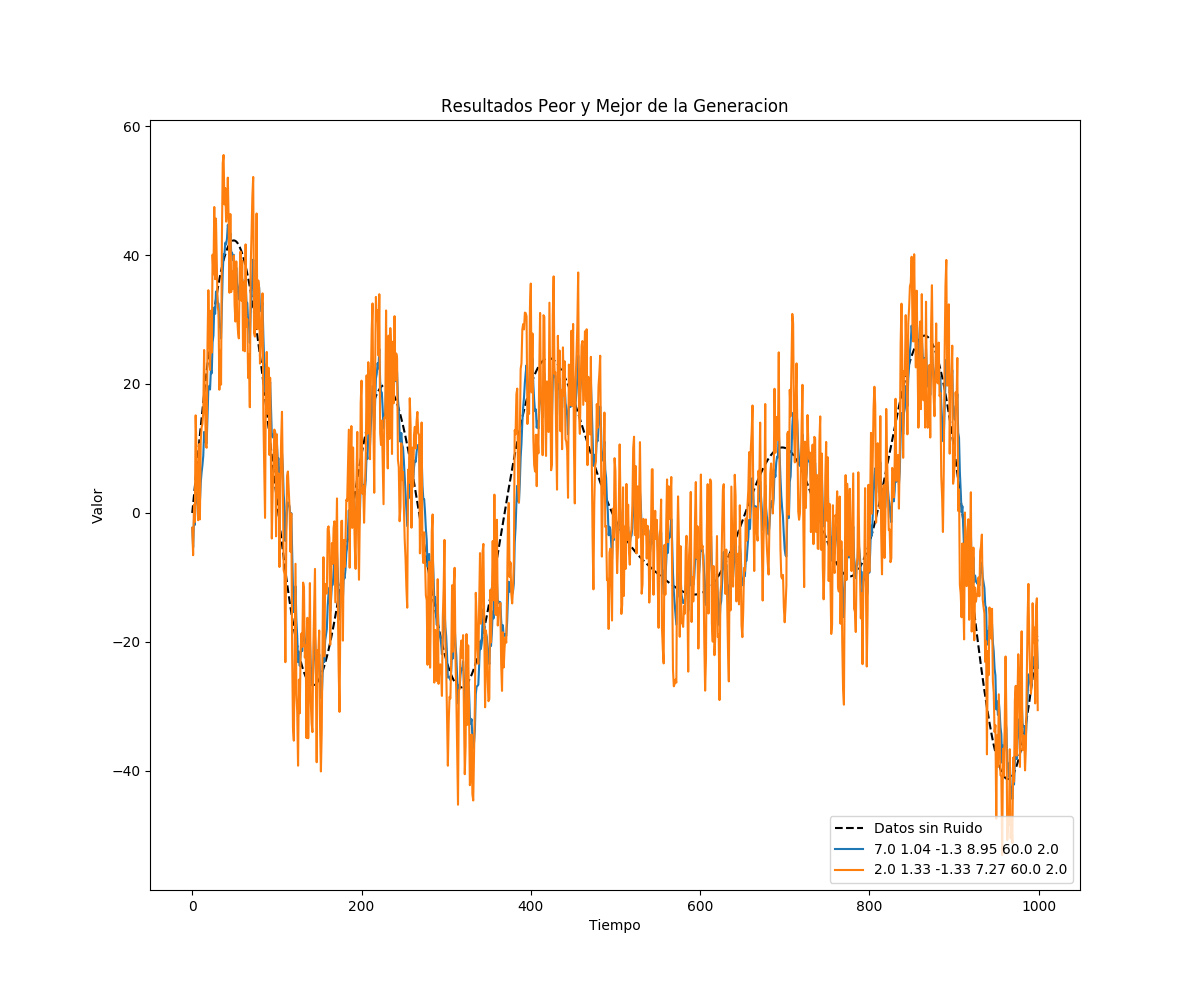 Resultados Peor y Mejor de la Generacion
60
40
20
0
−20
−40
Valor
0
200
400
600
800
1000
Tiempo
Datos sin Ruido
7.0 1.04 -1.3 8.95 60.0 2.0
2.0 1.33 -1.33 7.27 60.0 2.0